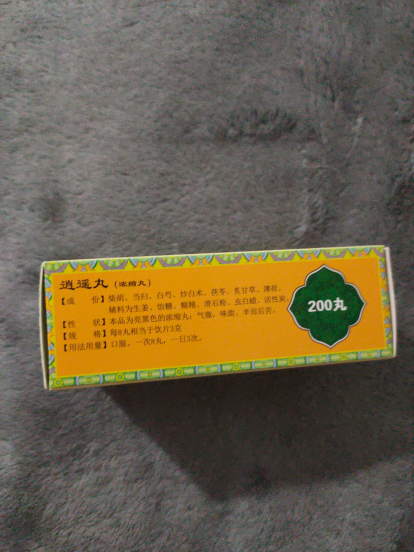 逍遥丸（浓缩丸）
【成　份】柴胡、当归、白芍、炒白术、茯苓、炙甘草、薄荷。
辅料为生姜、饴糖、糊精、滑石粉、虫白蜡、活性炭。
【性　状】本品为亮黑色的浓缩丸；气微，味甜、辛而后苦。
【规　格】每8丸相当于饮片3克
【用法用量】口服。一次8丸，一日3次。
200丸